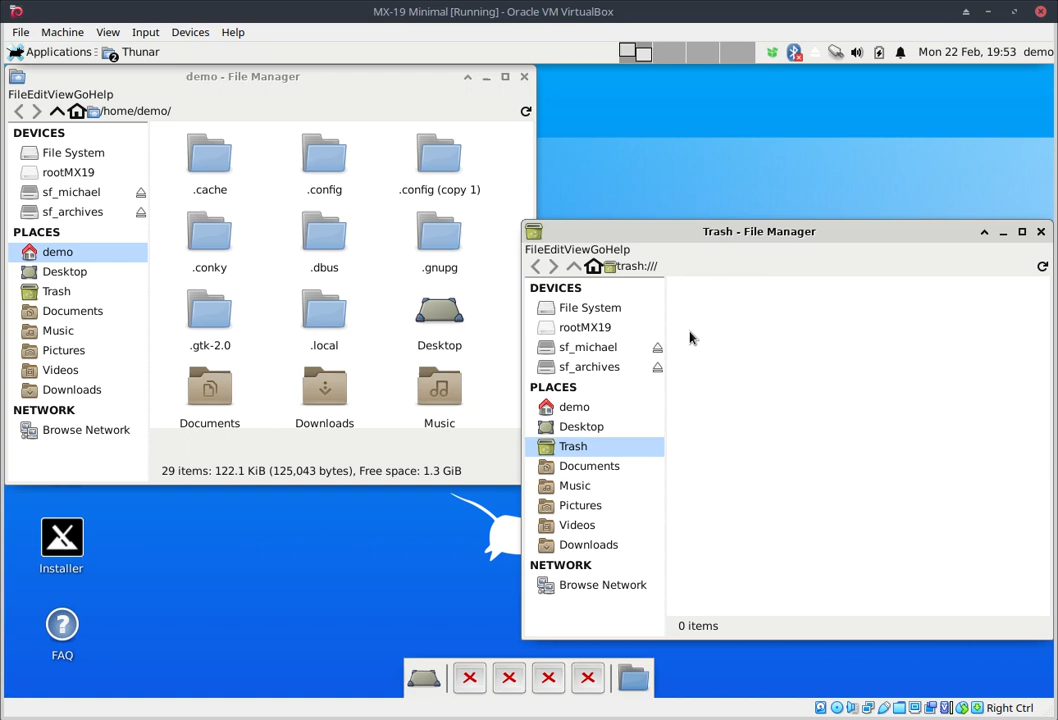 MX-19 Minimal [Running] - Oracle VM VirtualBox
File Machine View Input Devices Help
Applications 2 Thunar Mon 22 Feb, 19:53 demo
demo - File Manager
FileEditViewGoHelp
/home/demo/
DEVICES
File System
rootMX19
sf_michael
sf_archives
PLACES
demo
Desktop
Trash
Documents
Music
Pictures
Videos
Downloads
NETWORK
Browse Network
.cache .config .config (copy 1)
.conky .dbus .gnupg
.gtk-2.0 .local Desktop
Documents Downloads Music
29 items: 122.1 KiB (125,043 bytes), Free space: 1.3 GiB
Trash - File Manager
FileEditViewGoHelp
trash:///
DEVICES
File System
rootMX19
sf_michael
sf_archives
PLACES
demo
Desktop
Trash
Documents
Music
Pictures
Videos
Downloads
NETWORK
Browse Network
0 items
Installer
FAQ
Right Ctrl